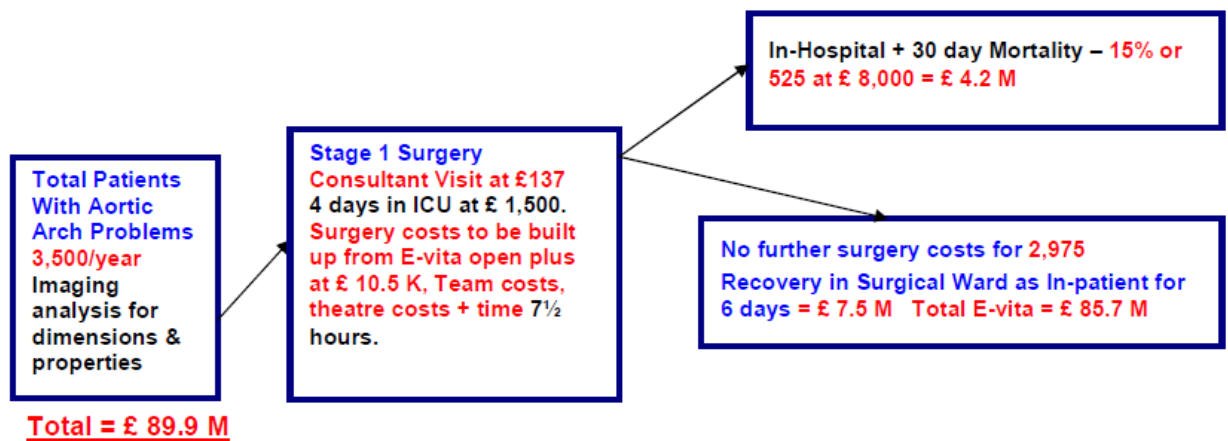 Total Patients
With Aortic
Arch Problems
3,500/year
Imaging
analysis for
dimensions &
properties
Total = £ 89.9 M
Stage 1 Surgery
Consultant Visit at £137
4 days in ICU at £ 1,500.
Surgery costs to be built
up from E-vita open plus
at £ 10.5 K, Team costs,
theatre costs + time 7½
hours.
In-Hospital + 30 day Mortality – 15% or
525 at £ 8,000 = £ 4.2 M
No further surgery costs for 2,975
Recovery in Surgical Ward as In-patient for
6 days = £ 7.5 M Total E-vita = £ 85.7 M